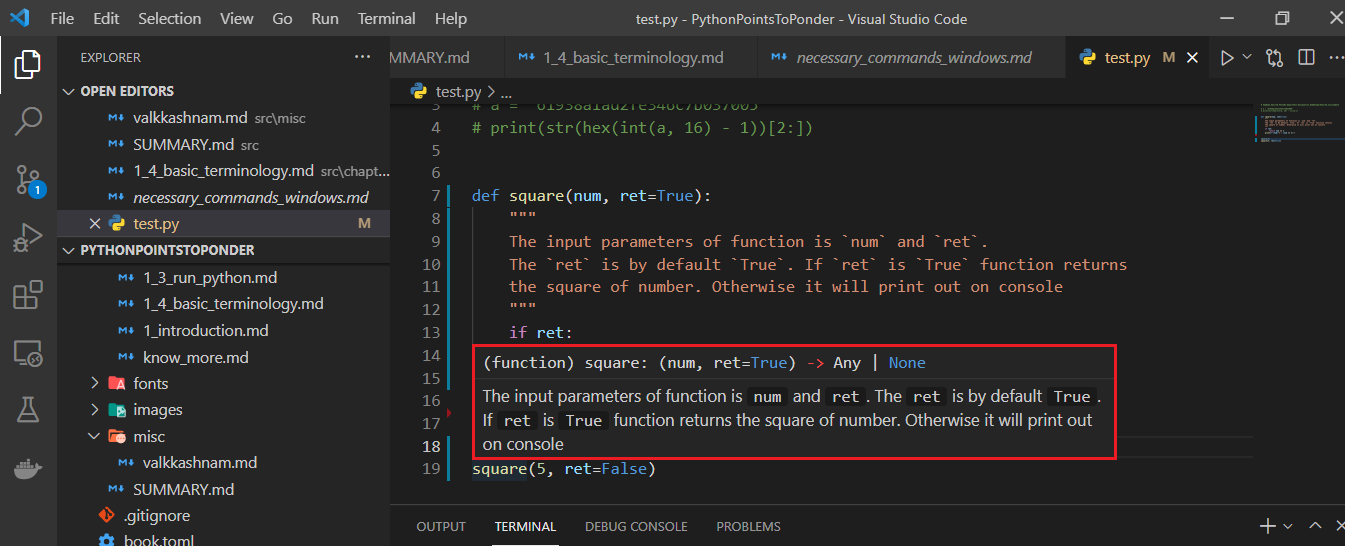 File Edit Selection View Go Run Terminal Help test.py - PythonPointsToPonder - Visual Studio Code
EXPLORER
OPEN EDITORS
valkkashnam.md src\misc
SUMMARY.md src
1_4_basic_terminology.md src\chapt...
necessary_commands_windows.md
test.py M
PYTHONPOINTSTOPONDER
1_3_run_python.md
1_4_basic_terminology.md
1_introduction.md
know_more.md
fonts
images
misc
valkkashnam.md
SUMMARY.md
.gitignore
book.toml
1
MMARY.md 1_4_basic_terminology.md necessary_commands_windows.md test.py M
test.py > ...
4 # print(str(hex(int(a, 16) - 1))[2:])
5
6
7 def square(num, ret=True):
8 """
9 The input parameters of function is `num` and `ret`.
10 The `ret` is by default `True`. If `ret` is `True` function returns
11 the square of number. Otherwise it will print out on console
12 """
13 if ret:
14
15
16
17
18
(function) square: (num, ret=True) -> Any | None
The input parameters of function is num and ret . The ret is by default True .
If ret is True function returns the square of number. Otherwise it will print out
on console
19 square(5, ret=False)
OUTPUT TERMINAL DEBUG CONSOLE PROBLEMS